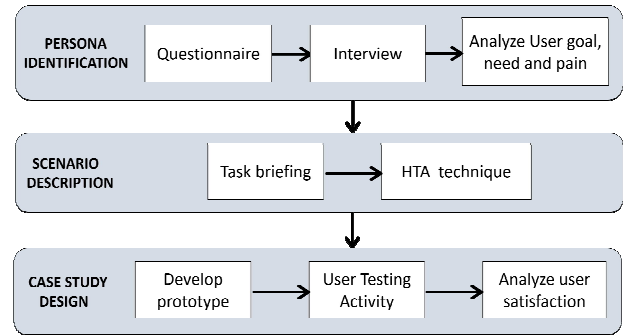 PERSONA
IDENTIFICATION
Questionnaire
Interview
Analyze User goal,
need and pain
SCENARIO
DESCRIPTION
Task briefing
HTA technique
CASE STUDY
DESIGN
Develop
prototype
User Testing
Activity
Analyze user
satisfaction